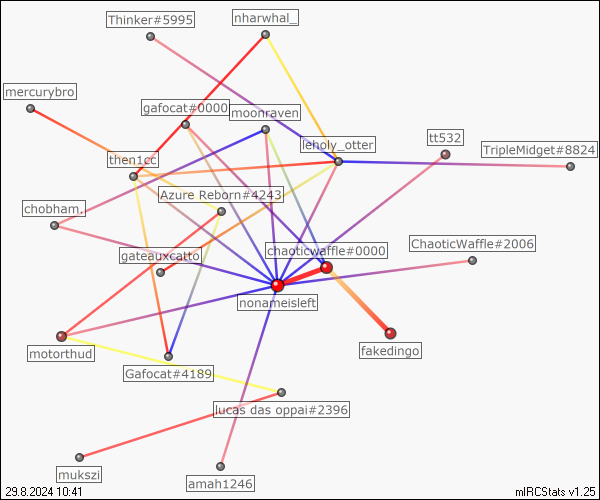 Thinker#5995
nharwhal_
mercurybro
gafocat#0000
moonraven
leholy_otter
tt532
TripleMidget#8824
then1cc
Azure Reborn#4243
chobham.
gateauxcatto
chaoticwaffle#0000
ChaoticWaffle#2006
nonameisleft
motorthud
fakedingo
Gafocat#4189
lucas das oppai#2396
mukszi
amah1246
29.8.2024 10:41
mIRCStats v1.25